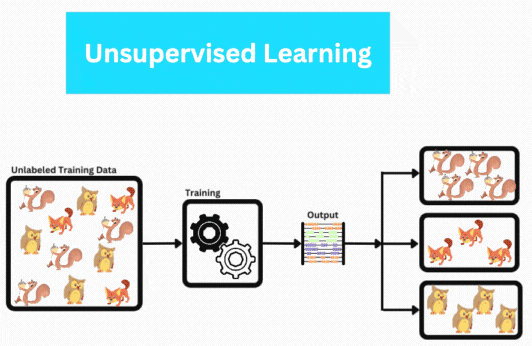 Unsupervised Learning
Unlabeled Training Data
Training
Output